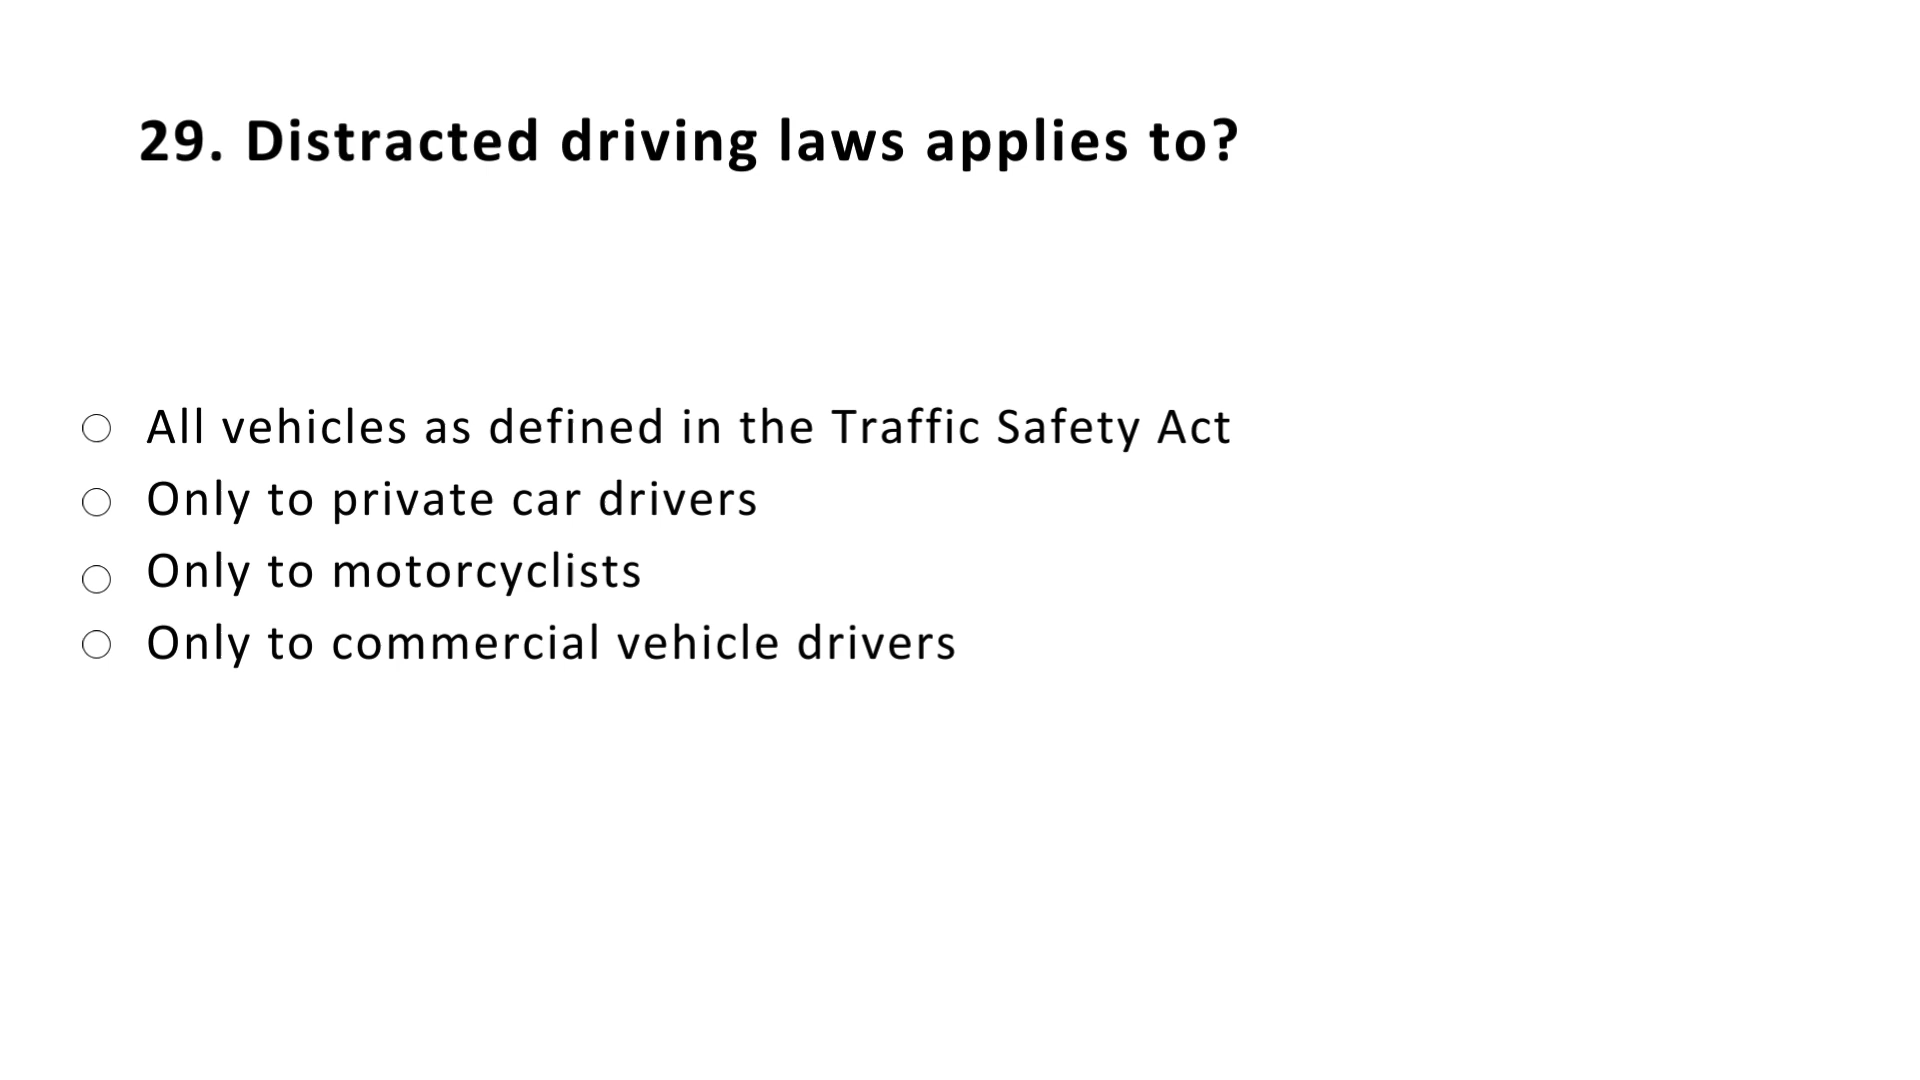 29. Distracted driving laws applies to?
All vehicles as defined in the Traffic Safety Act
Only to private car drivers
Only to motorcyclists
Only to commercial vehicle drivers